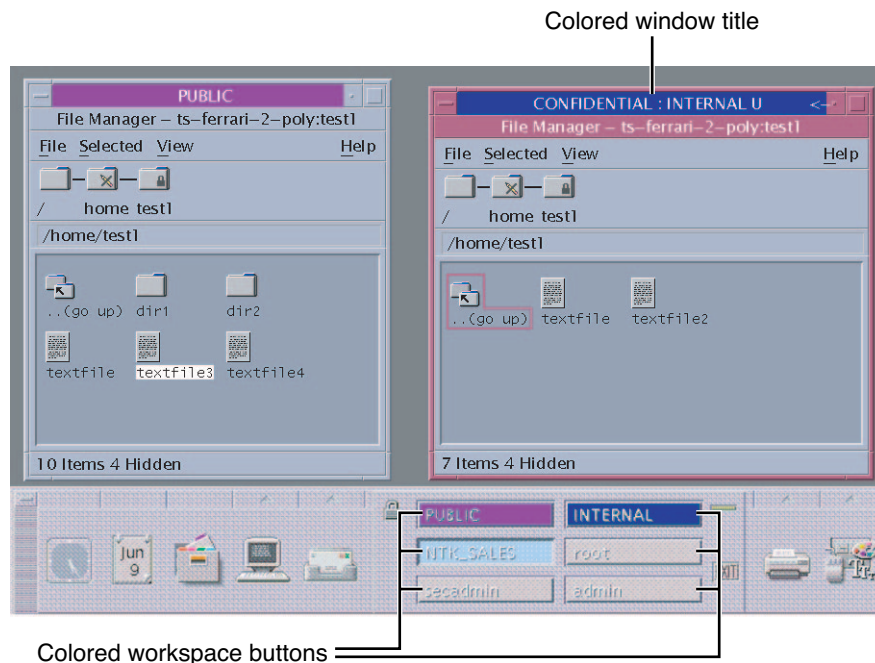 Colored window title
PUBLIC
File Manager – ts–ferrari–2–poly:test1
File Selected View Help
/ home test1
/home/test1
..(go up) dir1 dir2
textfile textfile3 textfile4
10 Items 4 Hidden
CONFIDENTIAL : INTERNAL U <–
File Manager – ts–ferrari–2–poly:test1
File Selected View Help
/ home test1
/home/test1
..(go up) textfile textfile2
7 Items 4 Hidden
Jun
9
PUBLIC INTERNAL
NTK_SALES root
secadmin admin
EXIT
Colored workspace buttons